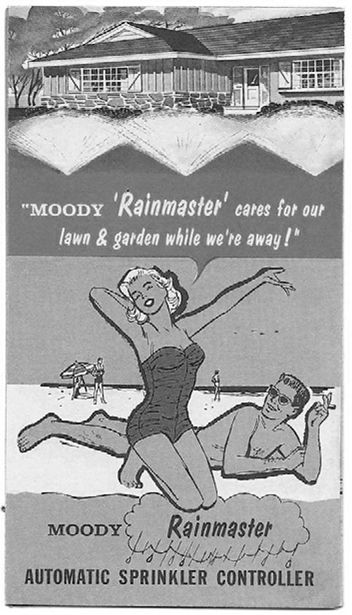 "MOODY 'Rainmaster' cares for our
lawn & garden while we're away!"
MOODY Rainmaster
AUTOMATIC SPRINKLER CONTROLLER